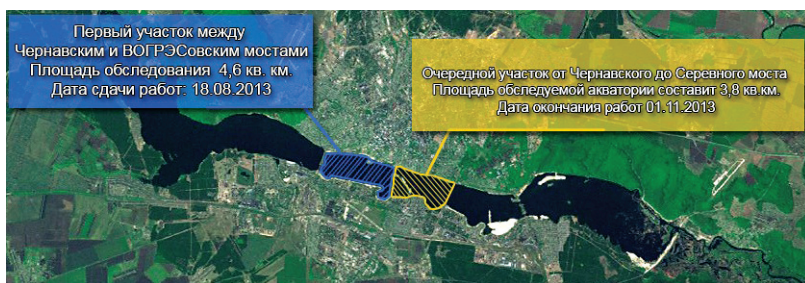 Первый участок между
Чернавским и ВОГРЭСовским мостами
Площадь обследования 4,6 кв. км.
Дата сдачи работ: 18.08.2013
Очередной участок от Чернавского до Серевного моста
Площадь обследуемой акватории составит 3,8 кв.км.
Дата окончания работ 01.11.2013